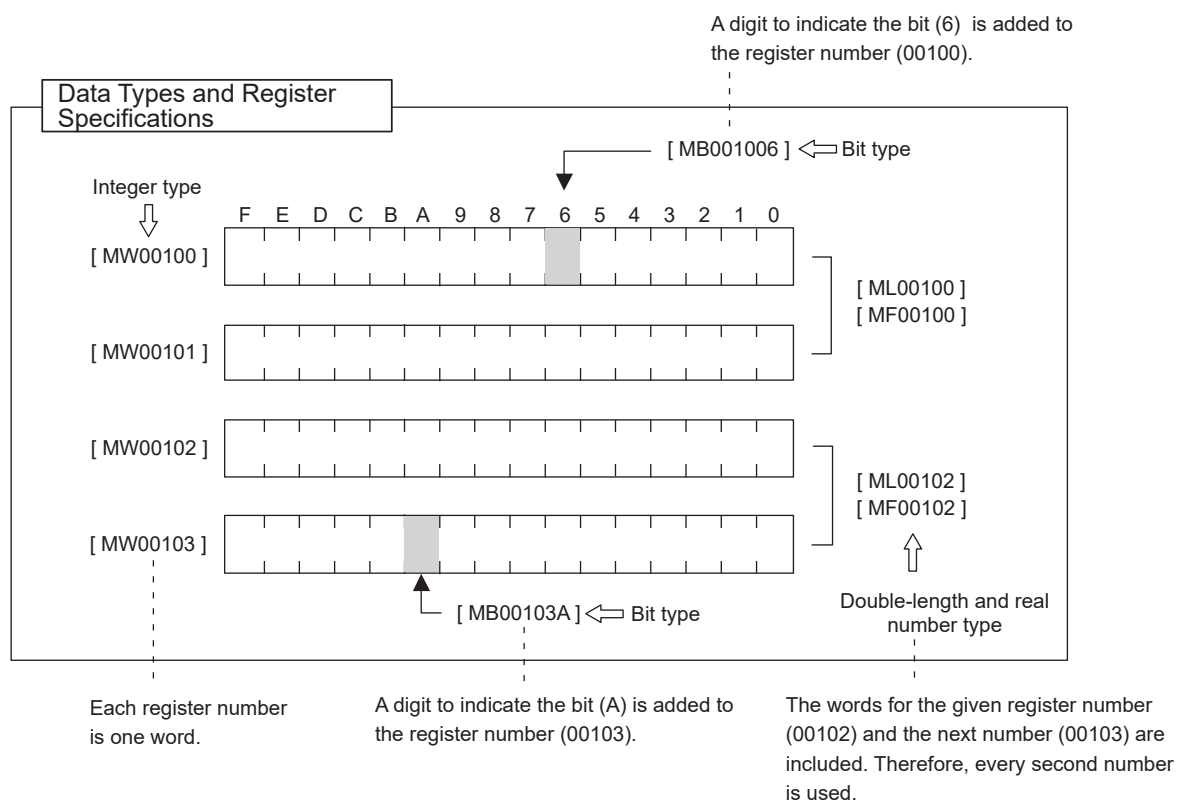 A digit to indicate the bit (6) is added to
the register number (00100).
Data Types and Register
Specifications
[ MB001006 ] Bit type
Integer type
F E D C B A 9 8 7 6 5 4 3 2 1 0
[ MW00100 ]
[ ML00100 ]
[ MF00100 ]
[ MW00101 ]
[ MW00102 ]
[ ML00102 ]
[ MF00102 ]
[ MW00103 ]
[ MB00103A ] Bit type
Double-length and real
number type
Each register number
is one word.
A digit to indicate the bit (A) is added to
the register number (00103).
The words for the given register number
(00102) and the next number (00103) are
included. Therefore, every second number
is used.